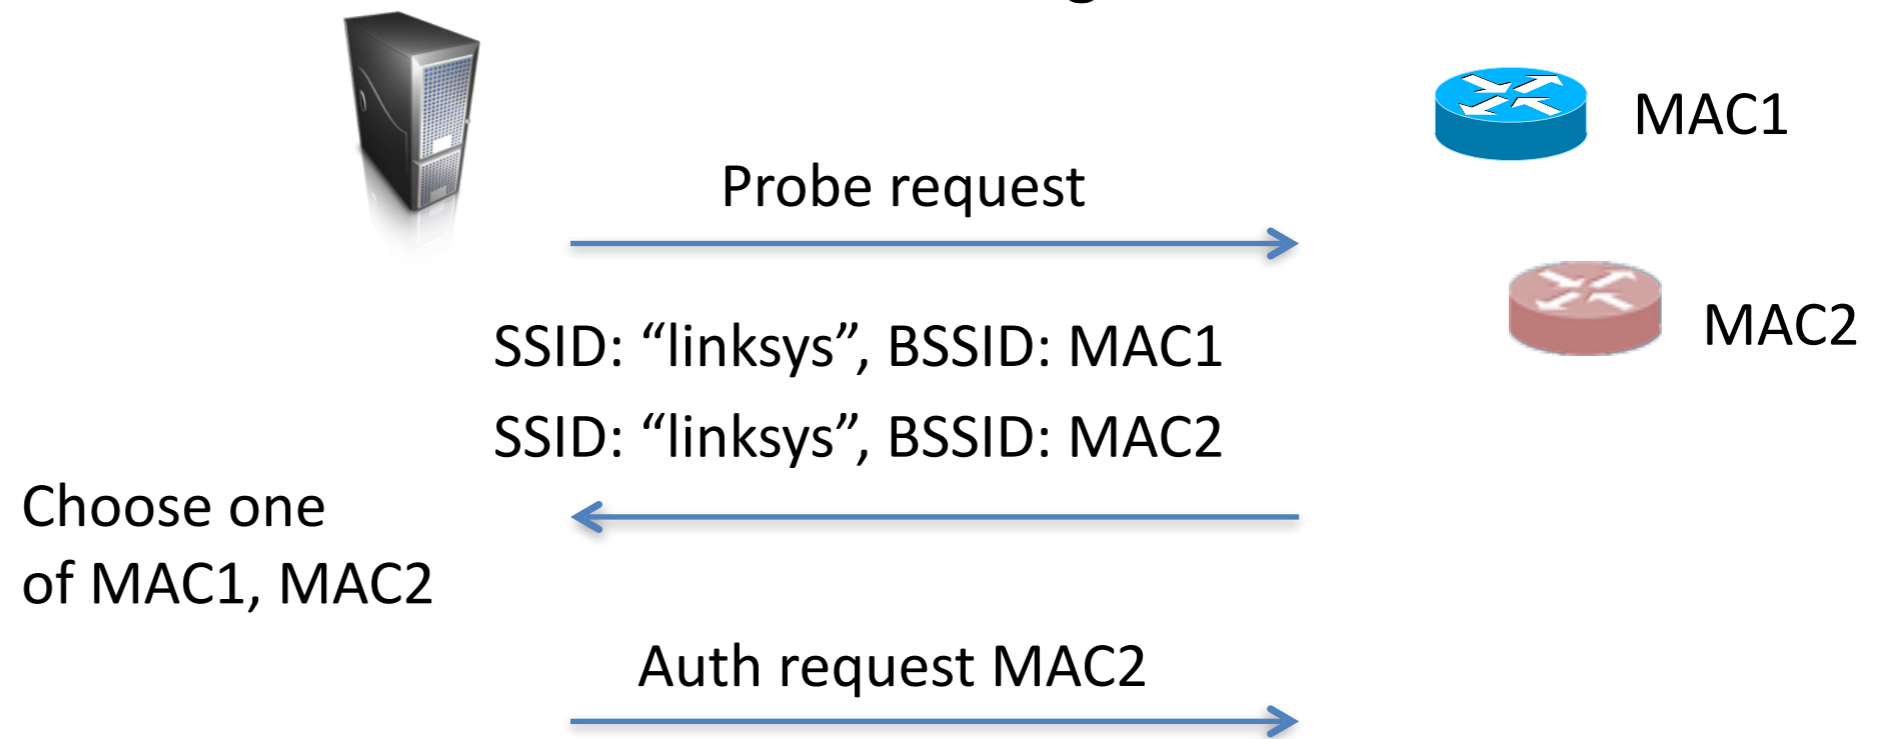 MAC1
Probe request
MAC2
SSID: “linksys”, BSSID: MAC1
SSID: “linksys”, BSSID: MAC2
Choose one
of MAC1, MAC2
Auth request MAC2